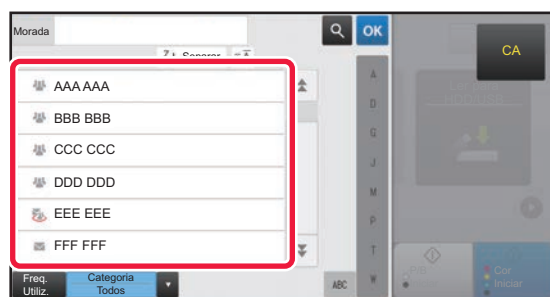 Morada
OK
CA
Separar
AAA AAA
BBB BBB
CCC CCC
DDD DDD
EEE EEE
FFF FFF
A
D
G
J
M
P
T
W
ABC
Freq.
Utiliz.
Categoria
Todos
Cor
Iniciar